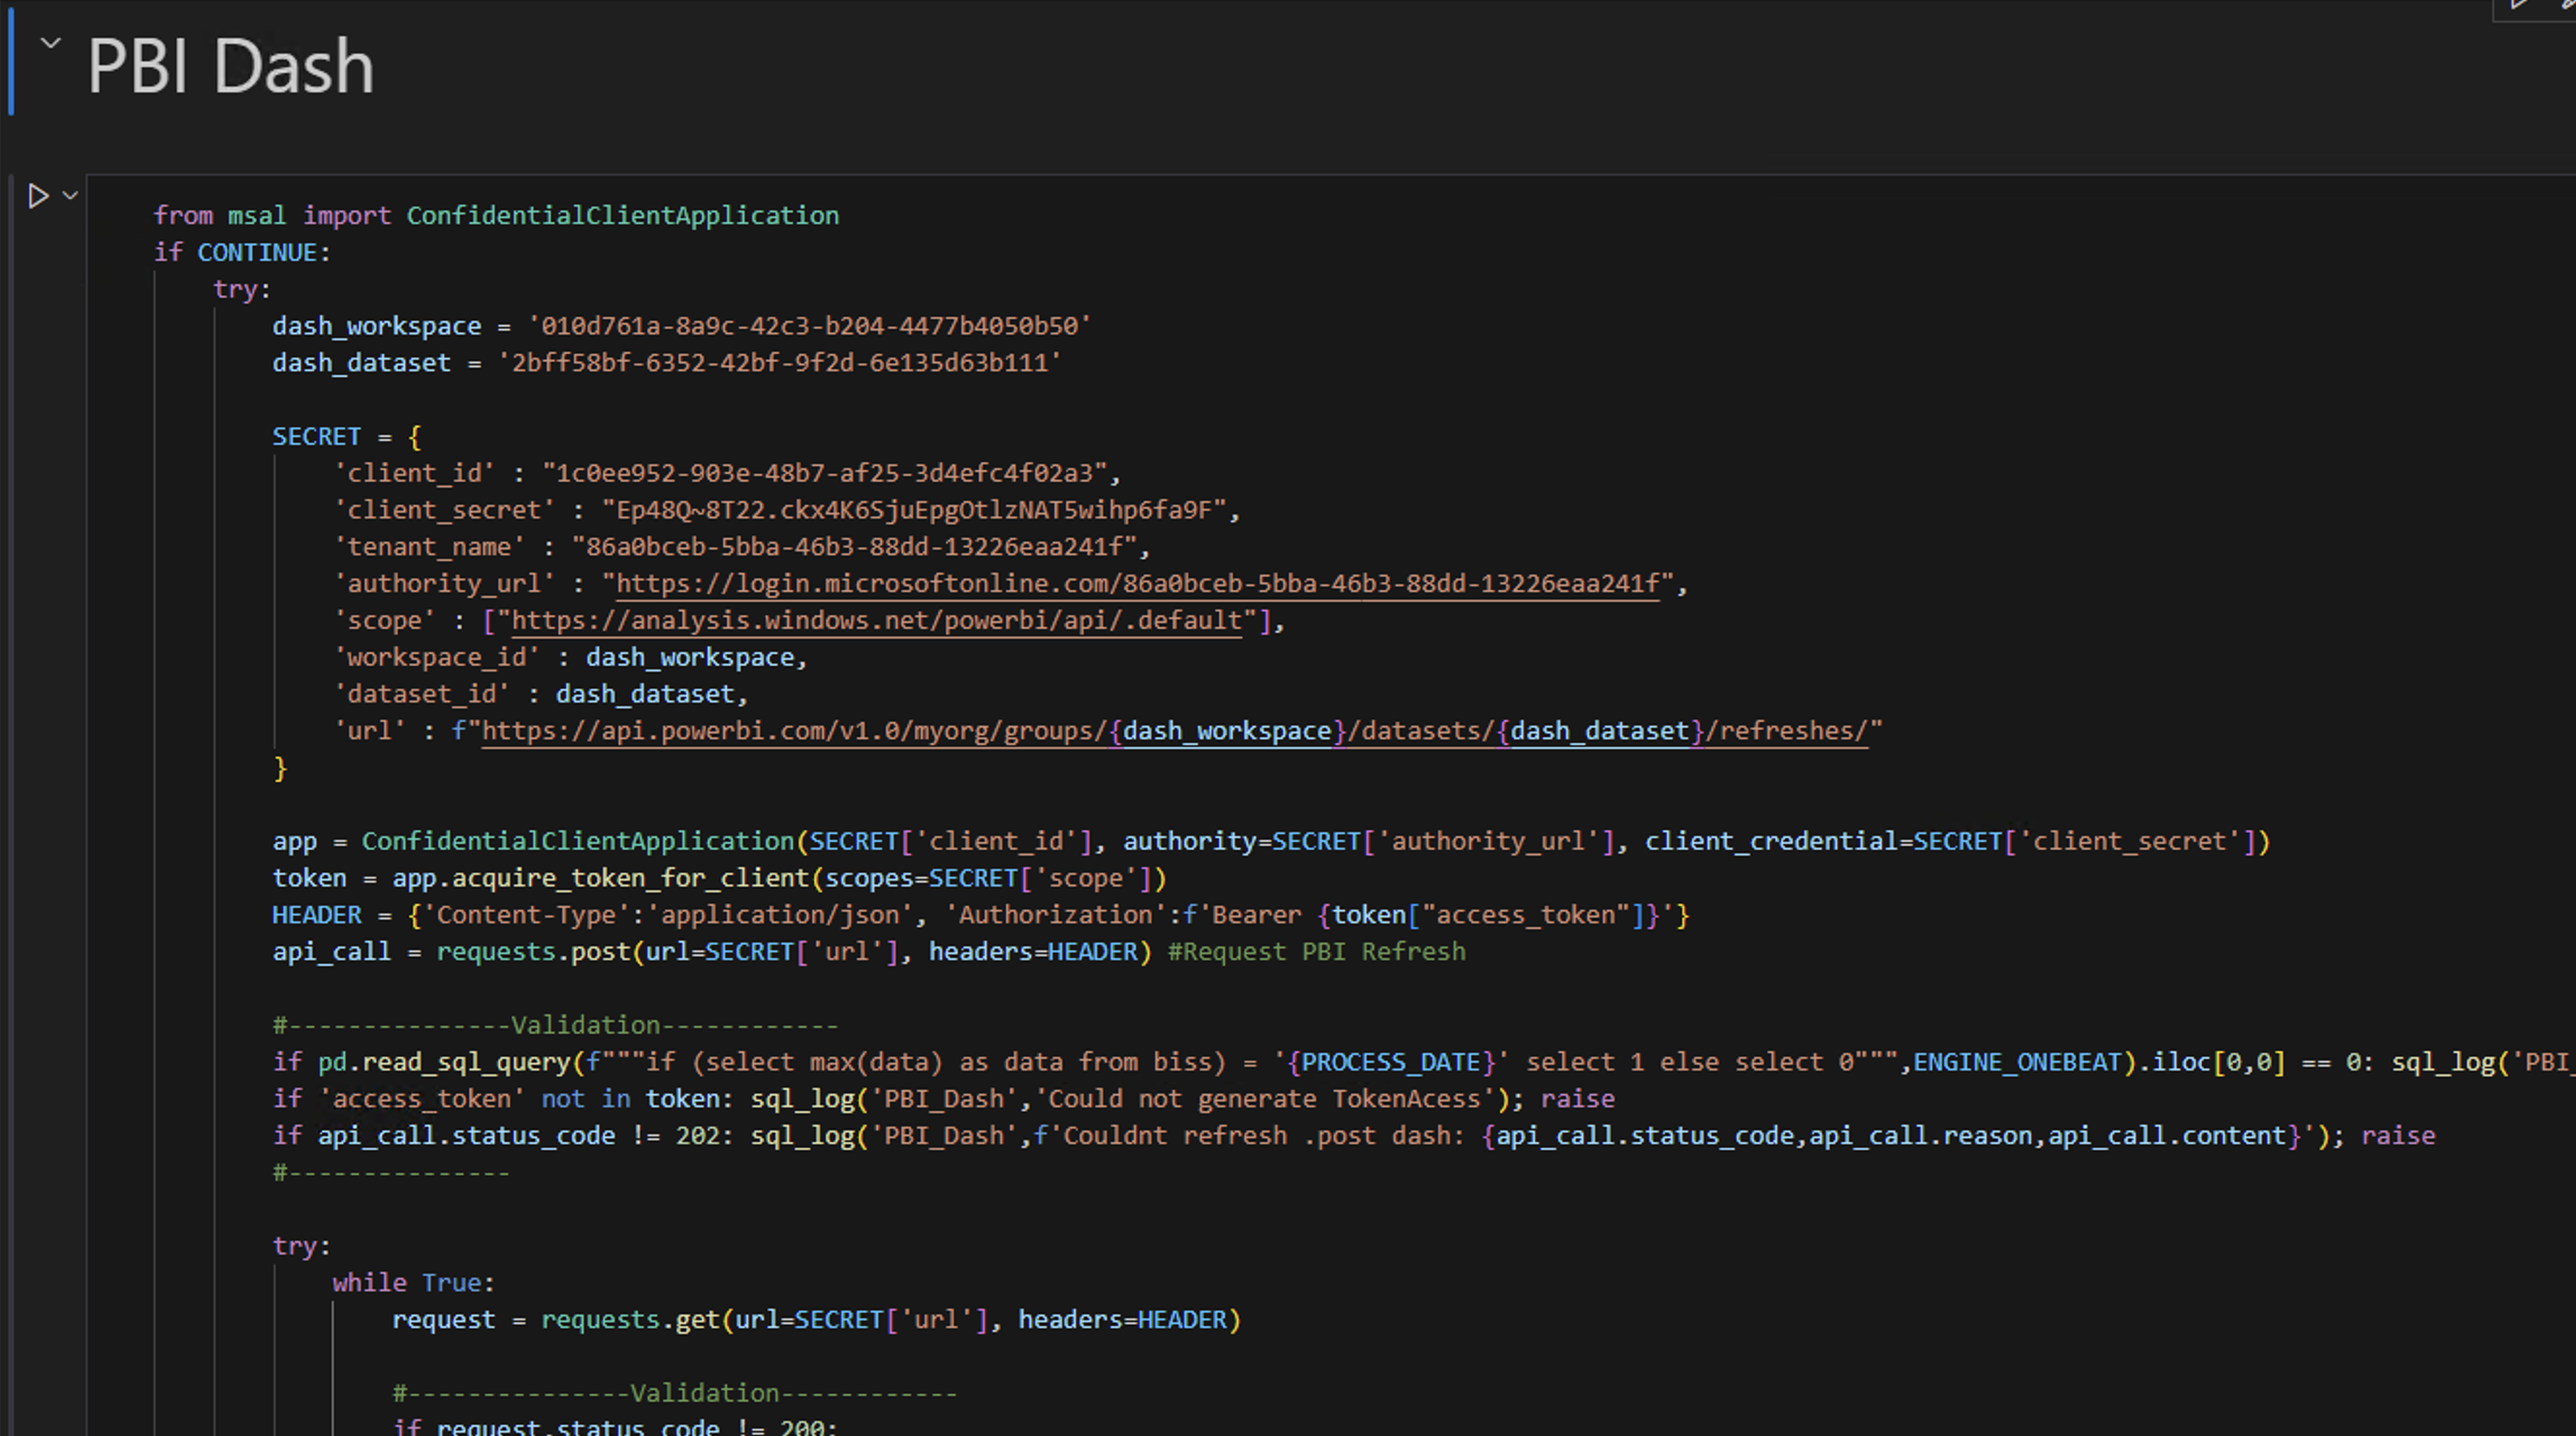 PBI Dash
from msal import ConfidentialClientApplication
if CONTINUE:
try:
dash_workspace = '010d761a-8a9c-42c3-b204-4477b4050b50'
dash_dataset = '2bff58bf-6352-42bf-9f2d-6e135d63b111'
SECRET = {
'client_id' : "1c0ee952-903e-48b7-af25-3d4efc4f02a3",
'client_secret' : "Ep48Q~8T22.ckx4K6SjuEpgOtlzNAT5wihp6fa9F",
'tenant_name' : "86a0bceb-5bba-46b3-88dd-13226eaa241f",
'authority_url' : "https://login.microsoftonline.com/86a0bceb-5bba-46b3-88dd-13226eaa241f",
'scope' : ["https://analysis.windows.net/powerbi/api/.default"],
'workspace_id' : dash_workspace,
'dataset_id' : dash_dataset,
'url' : f"https://api.powerbi.com/v1.0/myorg/groups/{dash_workspace}/datasets/{dash_dataset}/refreshes/"
}
app = ConfidentialClientApplication(SECRET['client_id'], authority=SECRET['authority_url'], client_credential=SECRET['client_secret'])
token = app.acquire_token_for_client(scopes=SECRET['scope'])
HEADER = {'Content-Type':'application/json', 'Authorization':f'Bearer {token["access_token"]}'}
api_call = requests.post(url=SECRET['url'], headers=HEADER) #Request PBI Refresh
#---------------Validation------------
if pd.read_sql_query(f"""if (select max(data) as data from biss) = '{PROCESS_DATE}' select 1 else select 0""",ENGINE_ONEBEAT).iloc[0,0] == 0: sql_log('PBI_
if 'access_token' not in token: sql_log('PBI_Dash','Could not generate TokenAcess'); raise
if api_call.status_code != 202: sql_log('PBI_Dash',f'Couldnt refresh .post dash: {api_call.status_code,api_call.reason,api_call.content}'); raise
#---------------
try:
while True:
request = requests.get(url=SECRET['url'], headers=HEADER)
#---------------Validation------------
if request.status_code != 200: